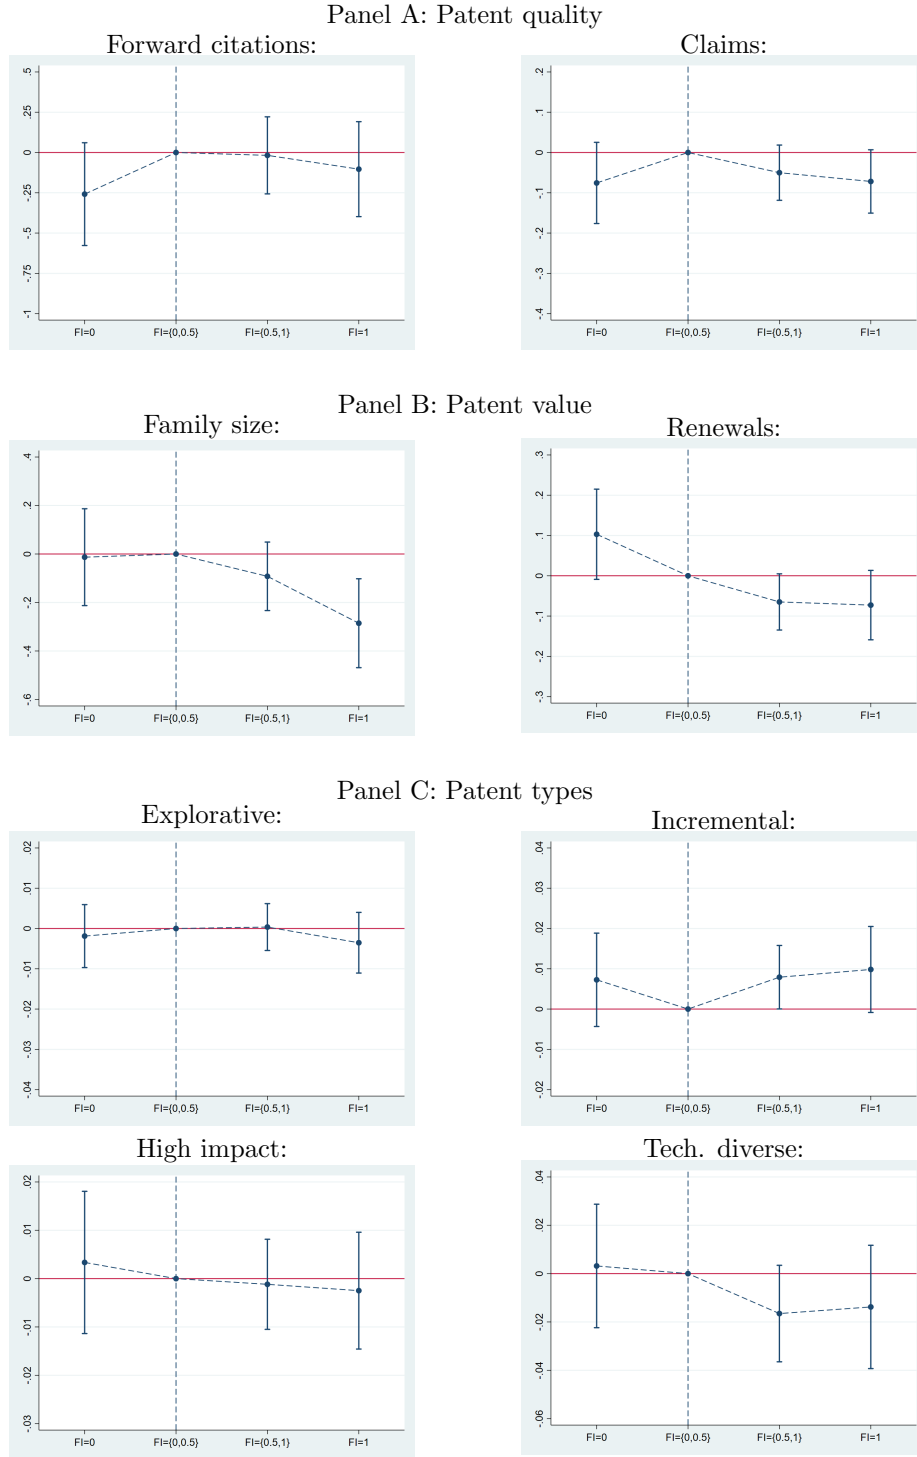 Panel A: Patent quality
Forward citations: Claims:
.5 .2
.25 .1
0 0
-.25 -.1
-.5 -.2
-.75 -.3
-1 -.4
FI=0 FI={0,0.5} FI={0.5,1} FI=1 FI=0 FI={0,0.5} FI={0.5,1} FI=1
Panel B: Patent value
Family size: Renewals:
.4 .3
.2 .2
0 .1
-.2 0
-.4 -.1
-.6 -.2
-.3
FI=0 FI={0,0.5} FI={0.5,1} FI=1 FI=0 FI={0,0.5} FI={0.5,1} FI=1
Panel C: Patent types
Explorative: Incremental:
.02 .04
.01 .03
0 .02
-.01 .01
-.02 0
-.03 -.01
-.04 -.02
FI=0 FI={0,0.5} FI={0.5,1} FI=1 FI=0 FI={0,0.5} FI={0.5,1} FI=1
High impact: Tech. diverse:
.02 .04
.01 .02
0 0
-.01 -.02
-.02 -.04
-.03 -.06
FI=0 FI={0,0.5} FI={0.5,1} FI=1 FI=0 FI={0,0.5} FI={0.5,1} FI=1